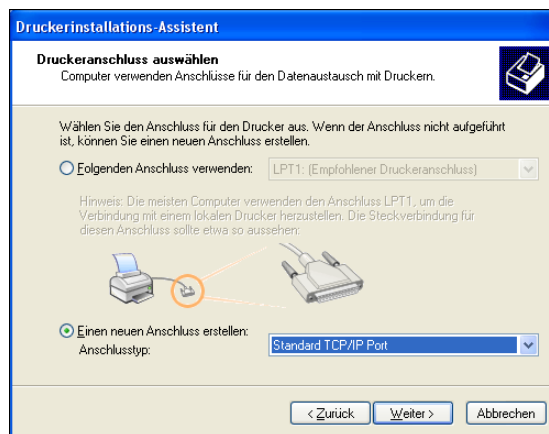 Druckerinstallations-Assistent
Druckeranschluss auswählen
Computer verwenden Anschlüsse für den Datenaustausch mit Druckern.
Wählen Sie den Anschluss für den Drucker aus. Wenn der Anschluss nicht aufgeführt
ist, können Sie einen neuen Anschluss erstellen.
Folgenden Anschluss verwenden: LPT1: (Empfohlener Druckeranschluss)
Hinweis: Die meisten Computer verwenden den Anschluss LPT1, um die
Verbindung mit einem lokalen Drucker herzustellen. Die Steckverbindung für
diesen Anschluss sollte etwa so aussehen:
Einen neuen Anschluss erstellen:
Anschlusstyp: Standard TCP/IP Port
< Zurück Weiter > Abbrechen